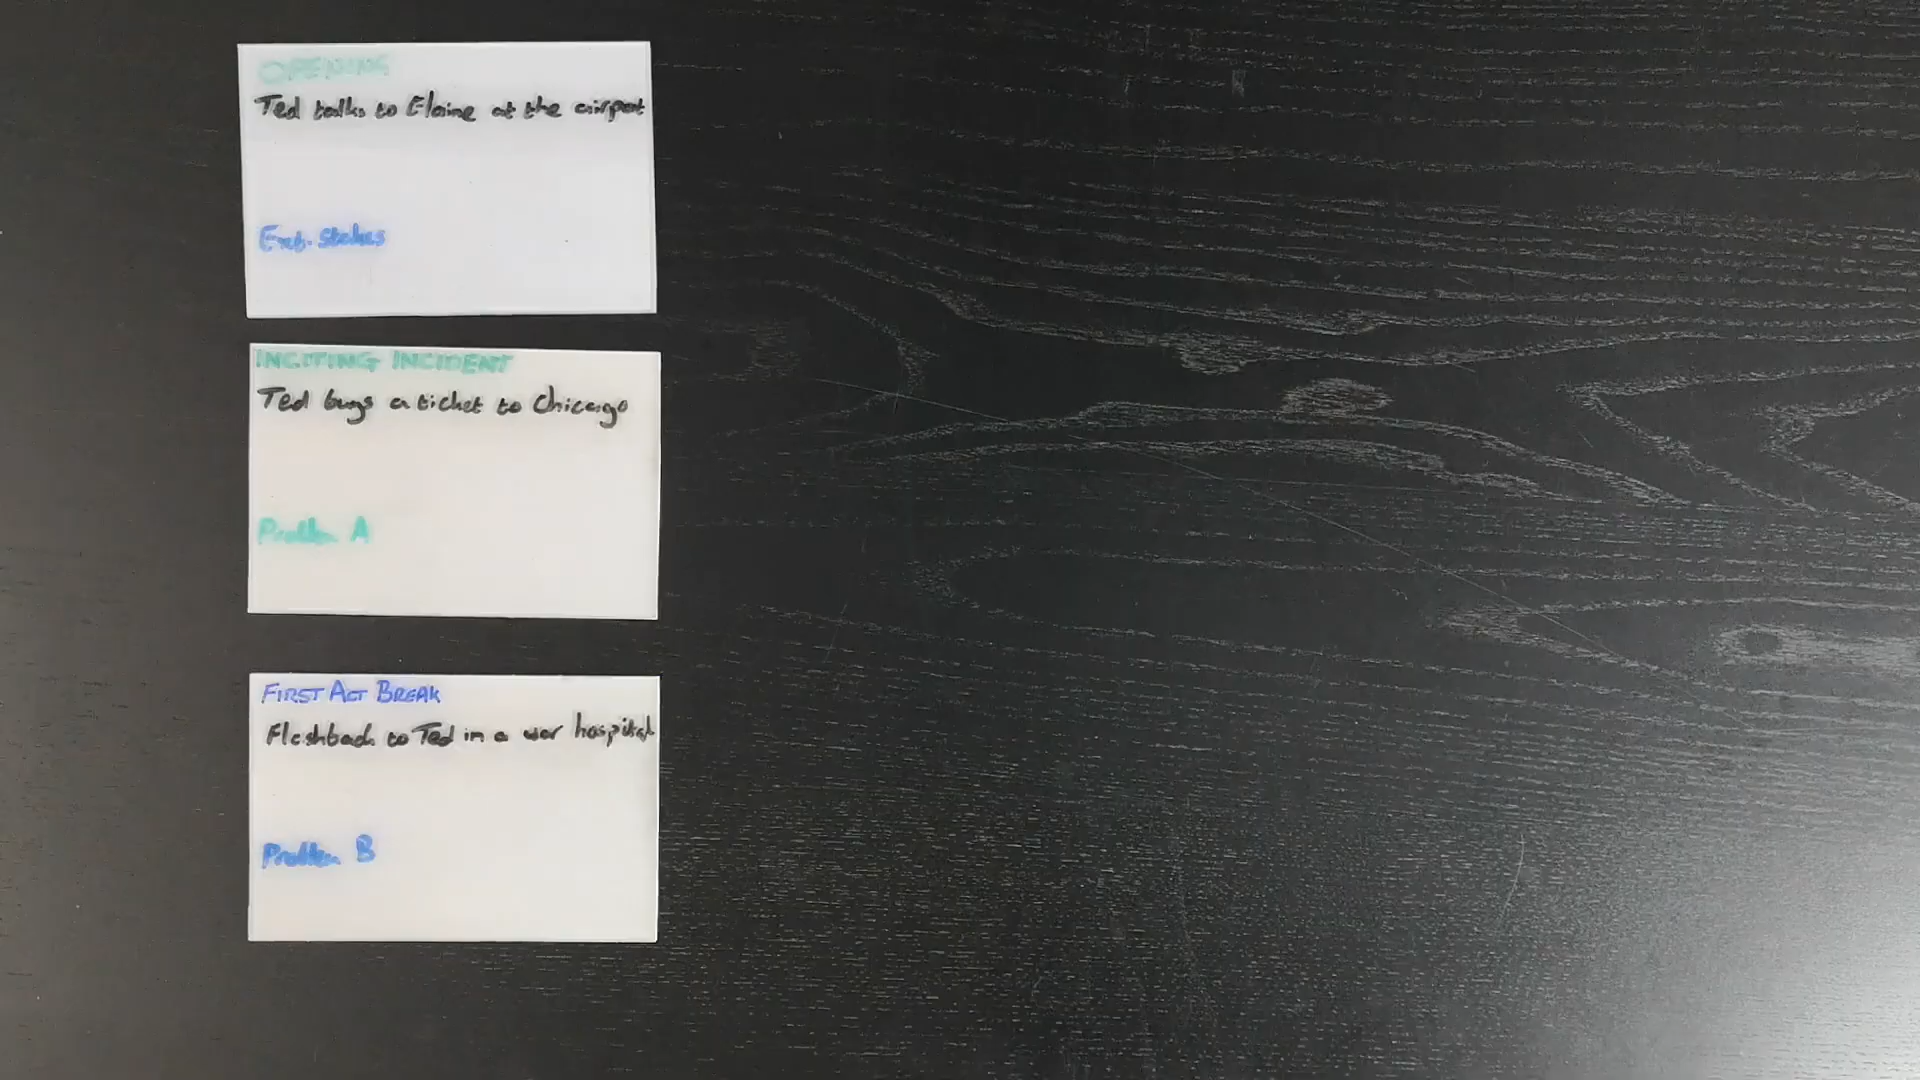 OPENING
Ted talks to Elaine at the airport
Ext. Stakes
INCITING INCIDENT
Ted buys a ticket to Chicago
Problem A
FIRST ACT BREAK
Flashback to Ted in a war hospital
Problem B